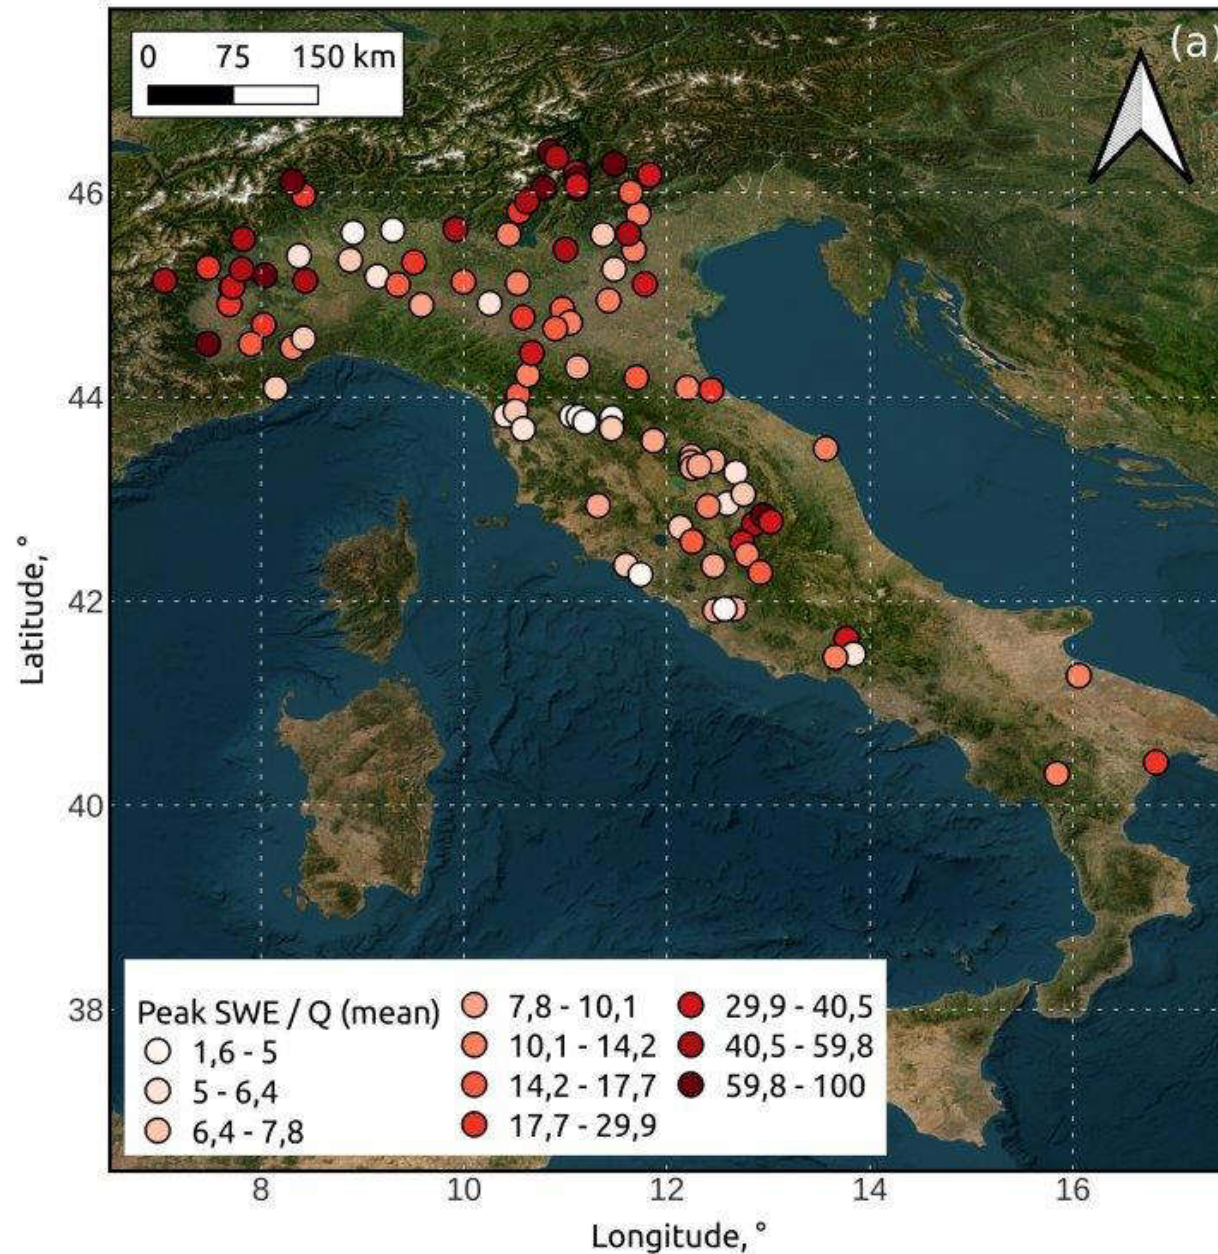 (a)
0 75 150 km
46
44
42
40
38
Latitude, °
Peak SWE / Q (mean)
1,6 - 5
5 - 6,4
6,4 - 7,8
7,8 - 10,1
10,1 - 14,2
14,2 - 17,7
17,7 - 29,9
29,9 - 40,5
40,5 - 59,8
59,8 - 100
8 10 12 14 16
Longitude, °